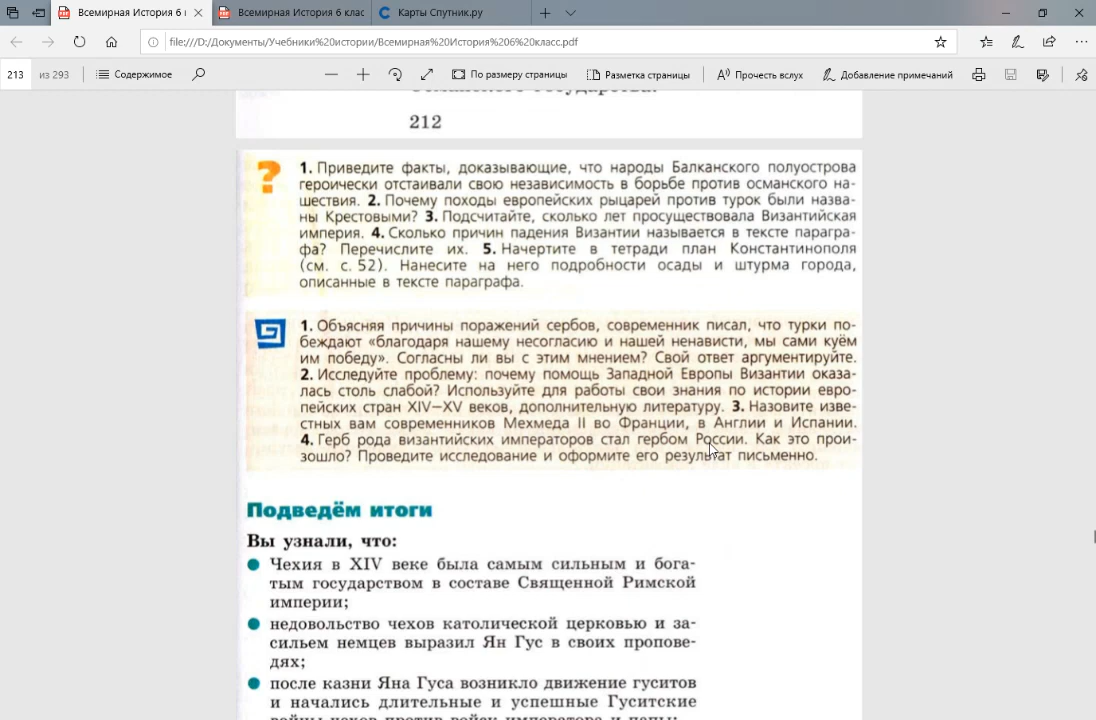 Всемирная История 6
Всемирная История 6 клас
Карты Спутник.ру
file:///D:/Документы/Учебники%20истории/Всемирная%20История%206%20класс.pdf
213 из 293
Содержимое
По размеру страницы
Разметка страницы
Прочесть вслух
Добавление примечаний
212
? 1. Приведите факты, доказывающие, что народы Балканского полуострова
героически отстаивали свою независимость в борьбе против османского на-
шествия. 2. Почему походы европейских рыцарей против турок были назва-
ны Крестовыми? 3. Подсчитайте, сколько лет просуществовала Византийская
империя. 4. Сколько причин падения Византии называется в тексте парагра-
фа? Перечислите их. 5. Начертите в тетради план Константинополя
(см. с. 52). Нанесите на него подробности осады и штурма города,
описанные в тексте параграфа.
1. Объясняя причины поражений сербов, современник писал, что турки по-
беждают «благодаря нашему несогласию и нашей ненависти, мы сами куём
им победу». Согласны ли вы с этим мнением? Свой ответ аргументируйте.
2. Исследуйте проблему: почему помощь Западной Европы Византии оказа-
лась столь слабой? Используйте для работы свои знания по истории евро-
пейских стран XIV—XV веков, дополнительную литературу. 3. Назовите изве-
стных вам современников Мехмеда II во Франции, в Англии и Испании.
4. Герб рода византийских императоров стал гербом России. Как это прои-
зошло? Проведите исследование и оформите его результат письменно.
Подведём итоги
Вы узнали, что:
Чехия в XIV веке была самым сильным и бога-
тым государством в составе Священной Римской
империи;
недовольство чехов католической церковью и за-
сильем немцев выразил Ян Гус в своих пропове-
дях;
после казни Яна Гуса возникло движение гуситов
и начались длительные и успешные Гуситские